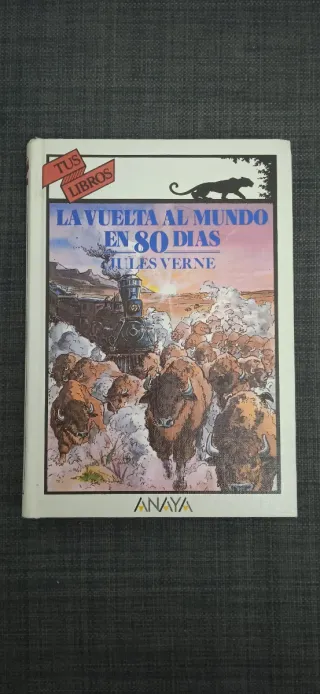 TUS
LIBROS
LA VUELTA AL MUNDO
EN 80 DIAS
JULES VERNE
ANAYA